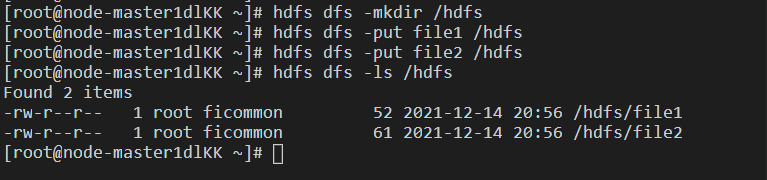 [root@node-master1dlKK ~]# hdfs dfs -mkdir /hdfs
[root@node-master1dlKK ~]# hdfs dfs -put file1 /hdfs
[root@node-master1dlKK ~]# hdfs dfs -put file2 /hdfs
[root@node-master1dlKK ~]# hdfs dfs -ls /hdfs
Found 2 items
-rw-r--r--   1 root ficommon         52 2021-12-14 20:56 /hdfs/file1
-rw-r--r--   1 root ficommon         61 2021-12-14 20:56 /hdfs/file2
[root@node-master1dlKK ~]#